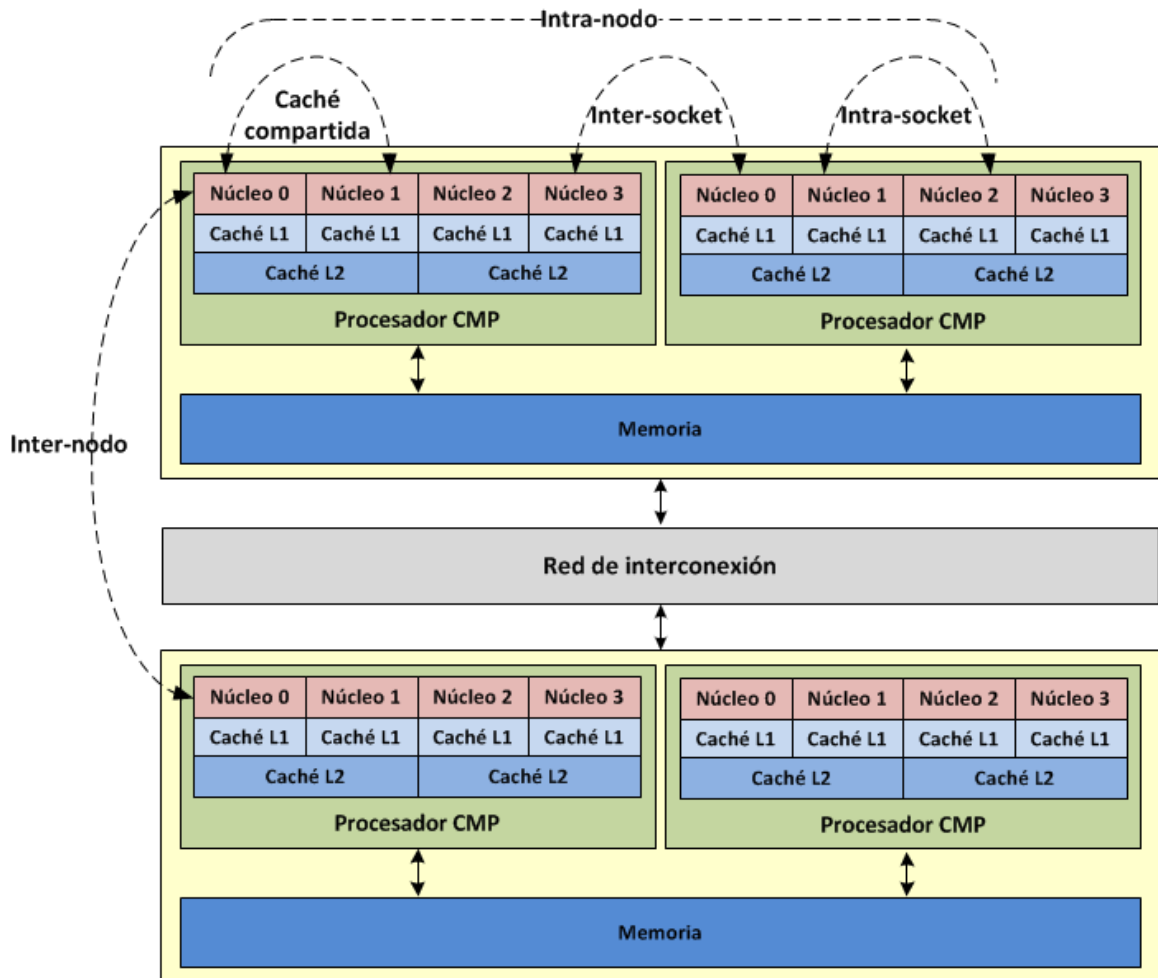 Intra-nodo
Caché
compartida
Inter-socket
Intra-socket
Núcleo 0 Núcleo 1 Núcleo 2 Núcleo 3
Caché L1 Caché L1 Caché L1 Caché L1
Caché L2 Caché L2
Procesador CMP
Núcleo 0 Núcleo 1 Núcleo 2 Núcleo 3
Caché L1 Caché L1 Caché L1 Caché L1
Caché L2 Caché L2
Procesador CMP
Memoria
Inter-nodo
Red de interconexión
Núcleo 0 Núcleo 1 Núcleo 2 Núcleo 3
Caché L1 Caché L1 Caché L1 Caché L1
Caché L2 Caché L2
Procesador CMP
Núcleo 0 Núcleo 1 Núcleo 2 Núcleo 3
Caché L1 Caché L1 Caché L1 Caché L1
Caché L2 Caché L2
Procesador CMP
Memoria